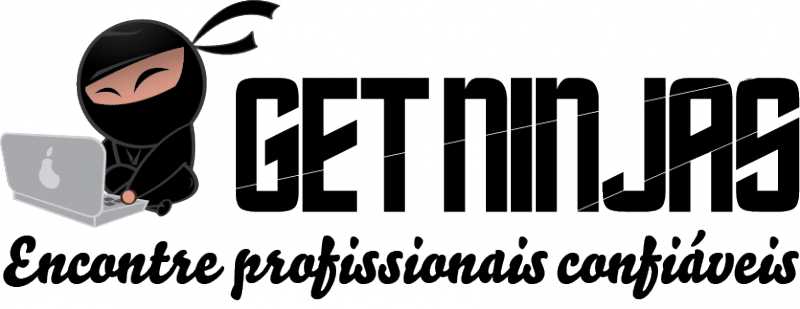 GET NINJAS
Encontre profissionais confiáveis